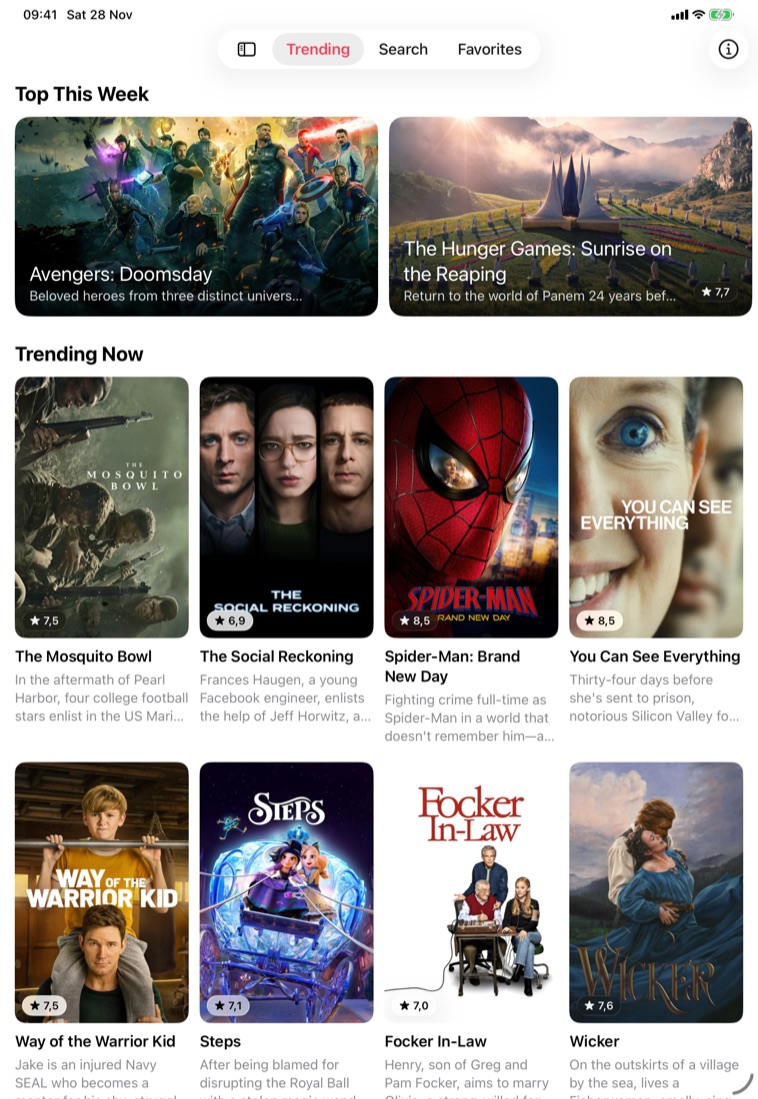 09:41 Sat 28 Nov
Trending
Search
Favorites
Top This Week
Avengers: Doomsday
Beloved heroes from three distinct univers...
The Hunger Games: Sunrise on
the Reaping
Return to the world of Panem 24 years bef...
★ 7,7
Trending Now
THE
MOSQUITO
BOWL
★ 7,5
THE
SOCIAL RECKONING
★ 6,9
SPIDER-MAN
BRAND NEW DAY
★ 8,5
YOU CAN SEE
EVERYTHING
★ 8,5
The Mosquito Bowl
In the aftermath of Pearl
Harbor, four college football
stars enlist in the US Mari...
The Social Reckoning
Frances Haugen, a young
Facebook engineer, enlists
the help of Jeff Horwitz, a...
Spider-Man: Brand
New Day
Fighting crime full-time as
Spider-Man in a world that
doesn't remember him—a...
You Can See Everything
Thirty-four days before
she's sent to prison,
notorious Silicon Valley fo...
WAY OF THE
WARRIOR KID
★ 7,5
STEPS
★ 7,1
Focker
In-Law
★ 7,0
WICKER
★ 7,6
Way of the Warrior Kid
Jake is an injured Navy
SEAL who becomes a
Steps
After being blamed for
disrupting the Royal Ball
Focker In-Law
Henry, son of Greg and
Pam Focker, aims to marry
Wicker
On the outskirts of a village
by the sea, lives a